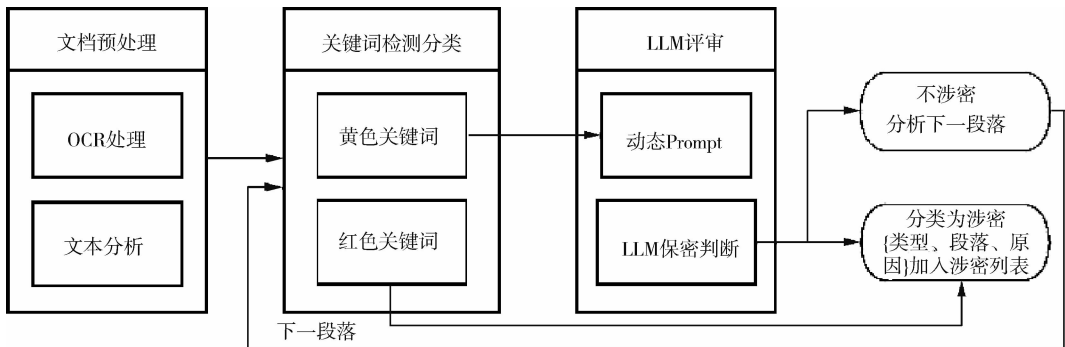 文档预处理
OCR处理
文本分析
关键词检测分类
黄色关键词
红色关键词
LLM评审
动态Prompt
LLM保密判断
不涉密
分析下一段落
分类为涉密
{类型、段落、原
因}加入涉密列表
下一段落